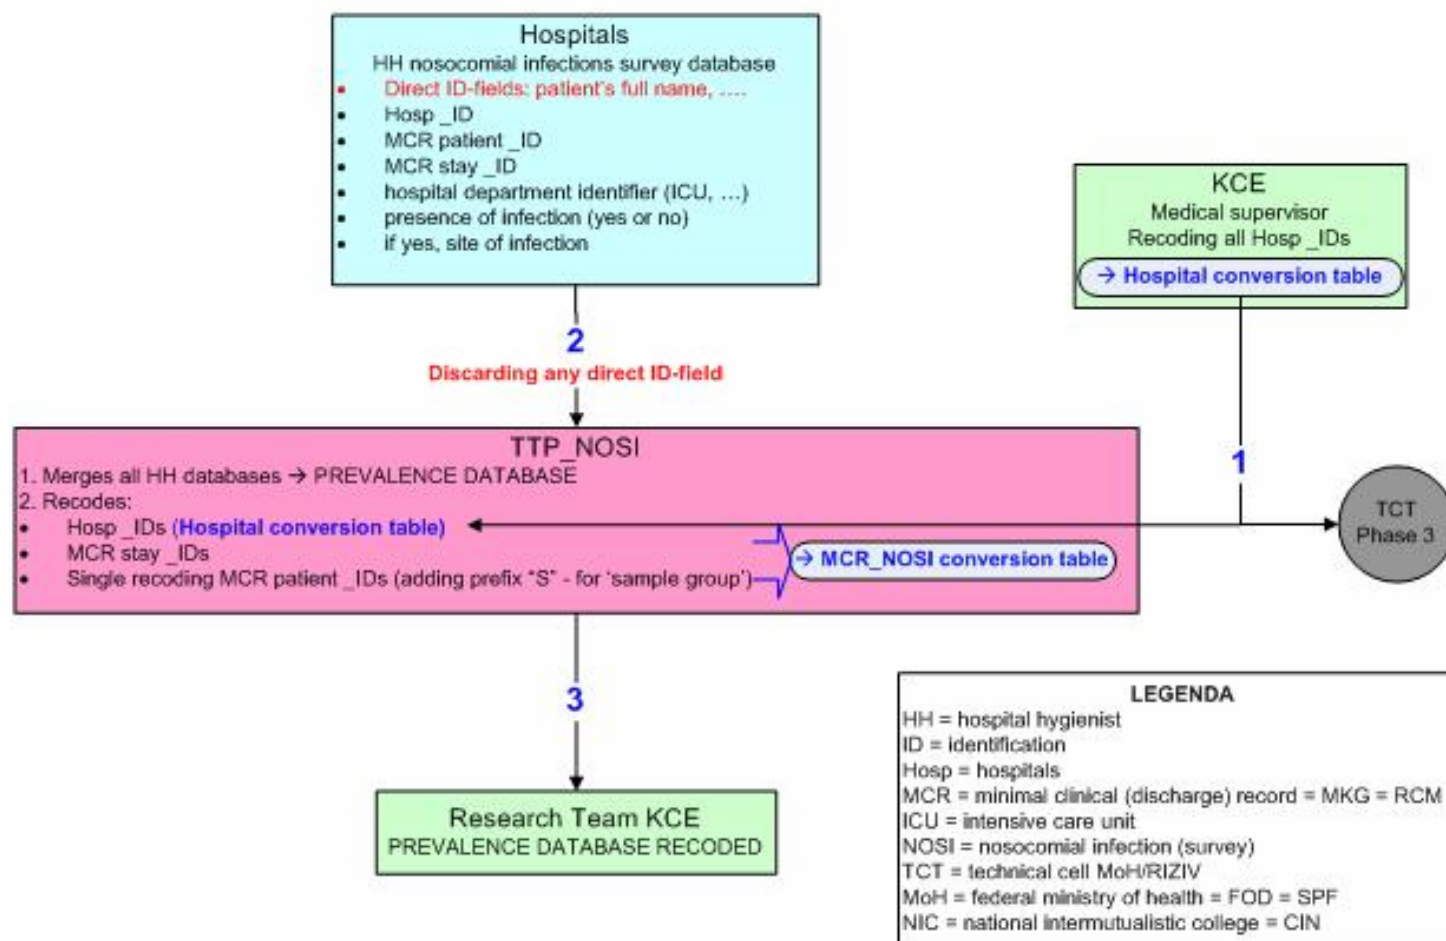 Hospitals
HH nosocomial infections survey database
• Direct ID-fields: patient's full name, ....
• Hosp _ID
• MCR patient _ID
• MCR stay _ID
• hospital department identifier (ICU, ...)
• presence of infection (yes or no)
• if yes, site of infection
KCE
Medical supervisor
Recoding all Hosp _IDs
→ Hospital conversion table
2
Discarding any direct ID-field
1
TCT
Phase 3
TTP_NOSI
1. Merges all HH databases → PREVALENCE DATABASE
2. Recodes:
• Hosp _IDs (Hospital conversion table)
• MCR stay _IDs
• Single recoding MCR patient _IDs (adding prefix "S" - for 'sample group')
→ MCR_NOSI conversion table
3
Research Team KCE
PREVALENCE DATABASE RECODED
LEGENDA
HH = hospital hygienist
ID = identification
Hosp = hospitals
MCR = minimal clinical (discharge) record = MKG = RCM
ICU = intensive care unit
NOSI = nosocomial infection (survey)
TCT = technical cell MoH/RIZIV
MoH = federal ministry of health = FOD = SPF
NIC = national intermutualistic college = CIN